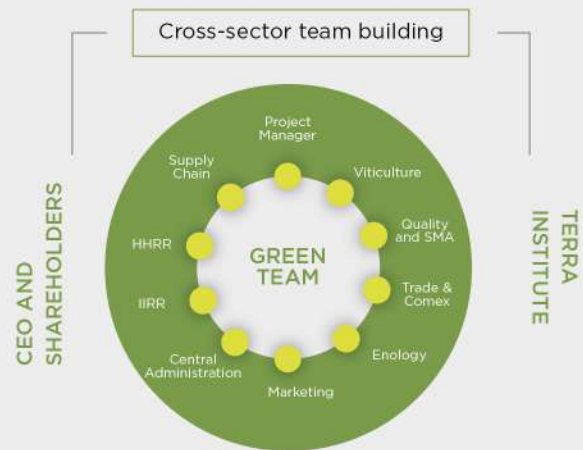 Cross-sector team building
CEO AND
SHAREHOLDERS
TERRA
INSTITUTE
GREEN
TEAM
Project
Manager
Viticulture
Quality
and SMA
Trade &
Comex
Enology
Marketing
Central
Administration
IIRR
HHRR
Supply
Chain